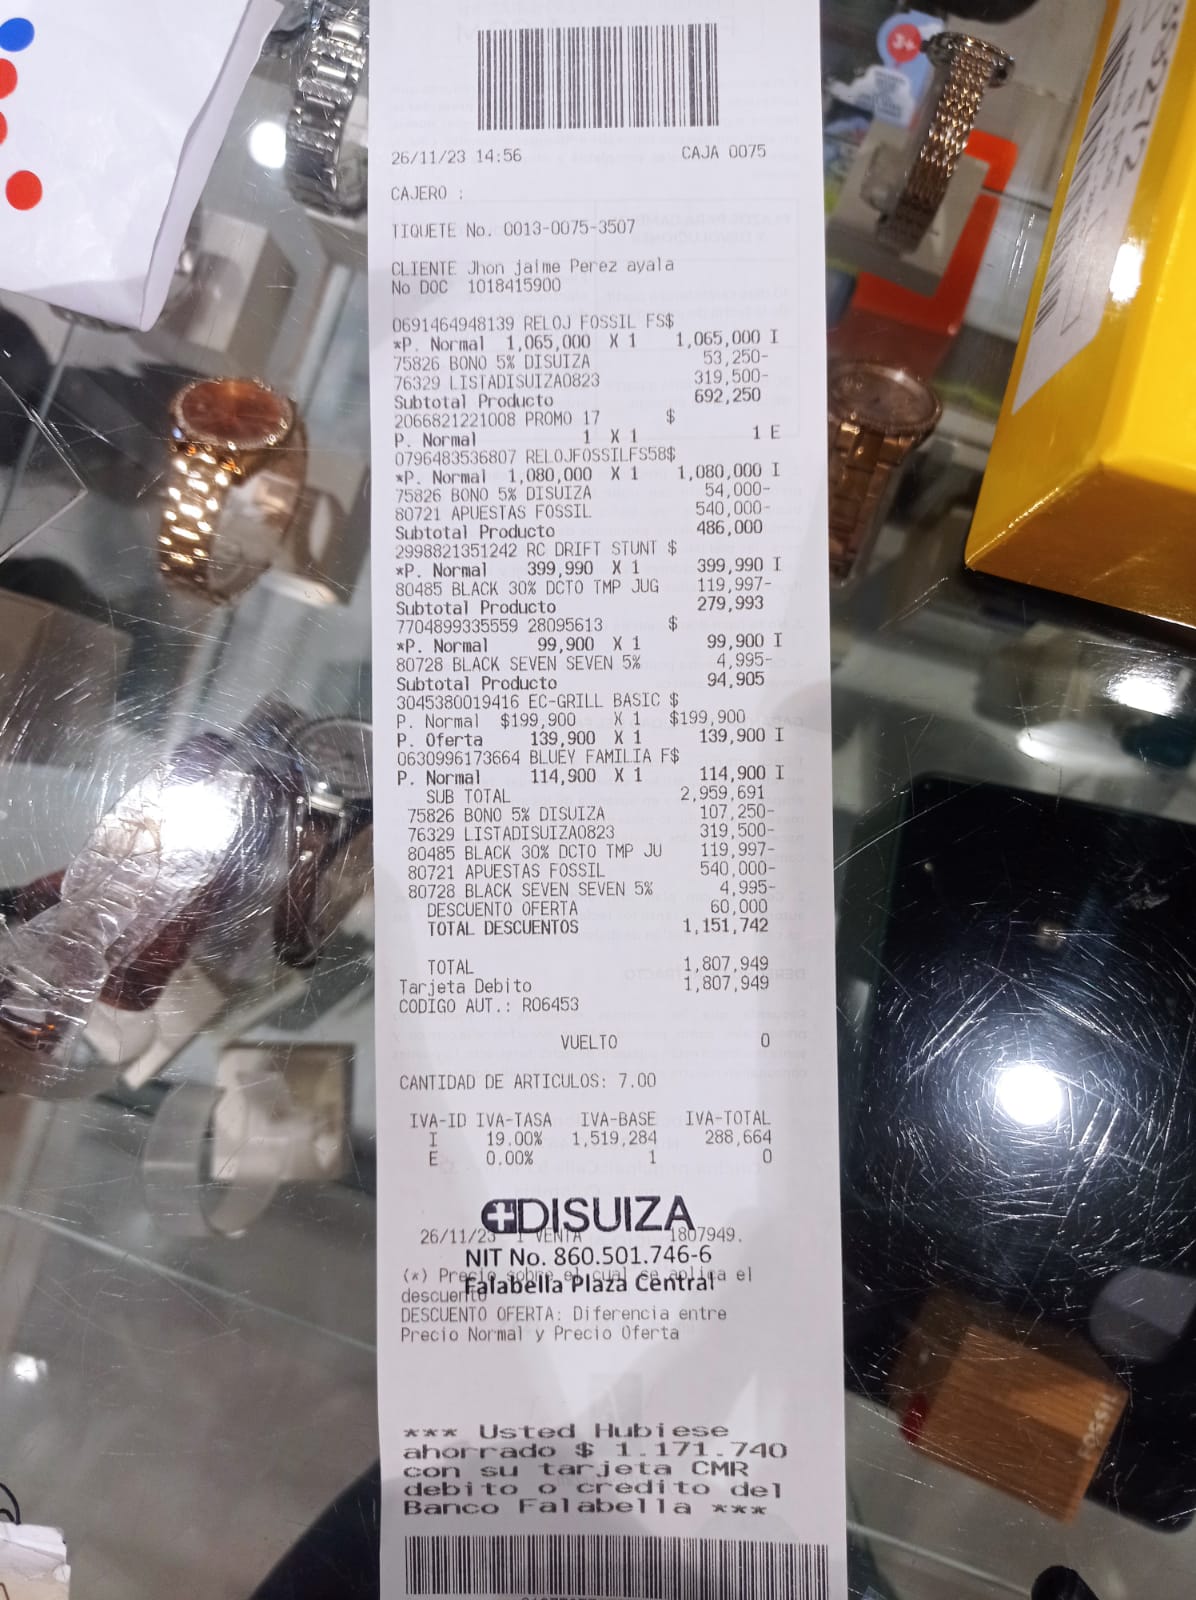 26/11/23 14:56 CAJA 0075
CAJERO :
TIQUETE No. 0013-0075-3507
CLIENTE Jhon jaime Perez ayala
No DOC 1018415900
0691464948139 RELOJ FOSSIL FS$
*P. Normal 1,065,000 X 1 1,065,000 I
75826 BONO 5% DISUIZA 53,250-
76329 LISTADISUIZA0823 319,500-
Subtotal Producto 692,250
2066821221008 PROMO 17 $
P. Normal 1 X 1 1 E
0796483536807 RELOJFOSSILFS58$
*P. Normal 1,080,000 X 1 1,080,000 I
75826 BONO 5% DISUIZA 54,000-
80721 APUESTAS FOSSIL 540,000-
Subtotal Producto 486,000
2998821351242 RC DRIFT STUNT $
*P. Normal 399,990 X 1 399,990 I
80485 BLACK 30% DCTO TMP JUG 119,997-
Subtotal Producto 279,993
7704899335559 28095613 $
*P. Normal 99,900 X 1 99,900 I
80728 BLACK SEVEN SEVEN 5% 4,995-
Subtotal Producto 94,905
3045380019416 EC-GRILL BASIC $
P. Normal $199,900 X 1 $199,900
P. Oferta 139,900 X 1 139,900 I
0630996173664 BLUEY FAMILIA F$
P. Normal 114,900 X 1 114,900 I
SUB TOTAL 2,959,691
75826 BONO 5% DISUIZA 107,250-
76329 LISTADISUIZA0823 319,500-
80485 BLACK 30% DCTO TMP JU 119,997-
80721 APUESTAS FOSSIL 540,000-
80728 BLACK SEVEN SEVEN 5% 4,995-
DESCUENTO OFERTA 60,000
TOTAL DESCUENTOS 1,151,742
TOTAL 1,807,949
Tarjeta Debito 1,807,949
CODIGO AUT.: R06453
VUELTO 0
CANTIDAD DE ARTICULOS: 7.00
IVA-ID IVA-TASA IVA-BASE IVA-TOTAL
I 19.00% 1,519,284 288,664
E 0.00% 1 0
DISUIZA
26/11/23 1 VENTA 1807949.
NIT No. 860.501.746-6
(*) Precio sobre el cual se aplica el
Falabella Plaza Central
descuento
DESCUENTO OFERTA: Diferencia entre
Precio Normal y Precio Oferta
*** Usted Hubiese
ahorrado $ 1.171.740
con su tarjeta CMR
debito o credito del
Banco Falabella ***
3+